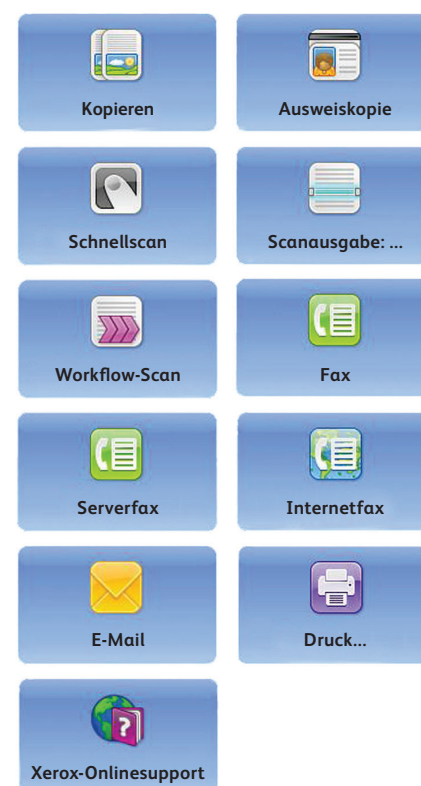 Kopieren
Ausweiskopie
Schnellscan
Scanausgabe: ...
Workflow-Scan
Fax
Serverfax
Internetfax
E-Mail
Druck...
Xerox-Onlinesupport